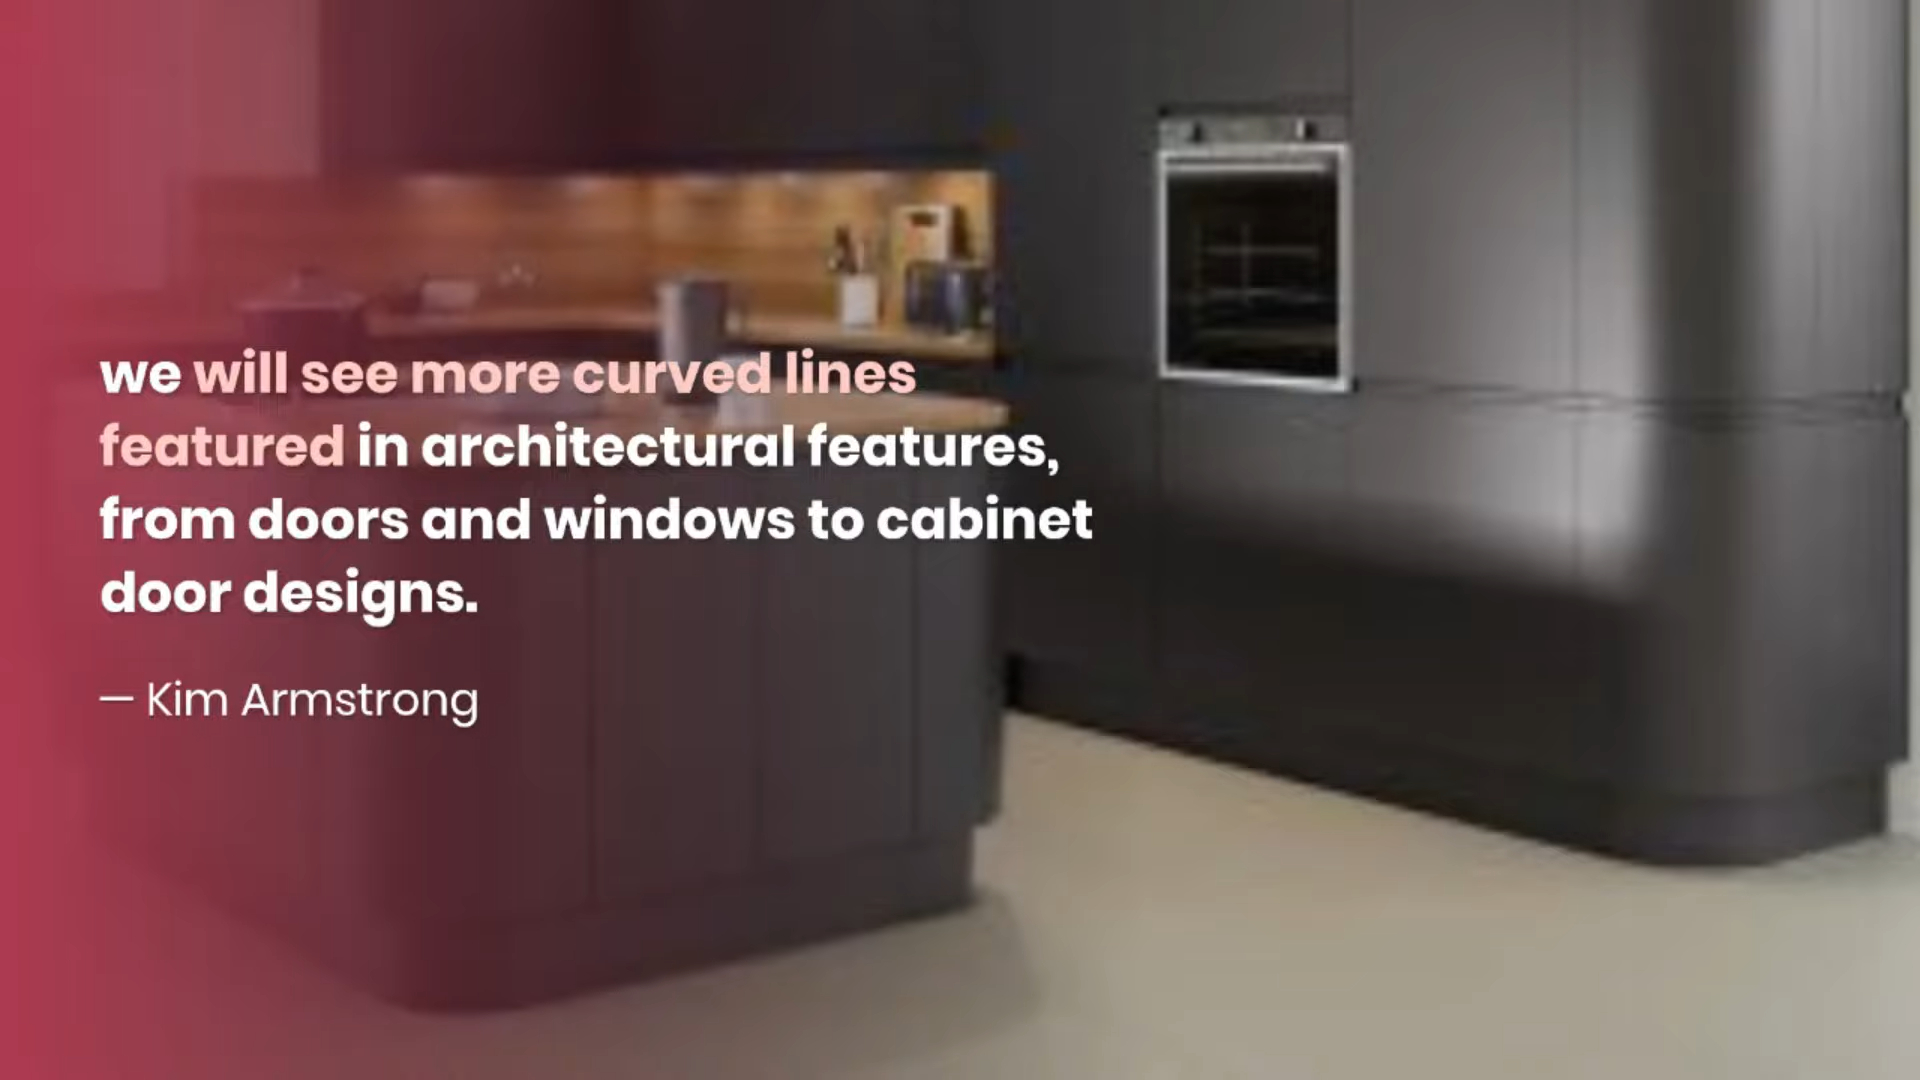 we will see more curved lines
featured in architectural features,
from doors and windows to cabinet
door designs.
— Kim Armstrong